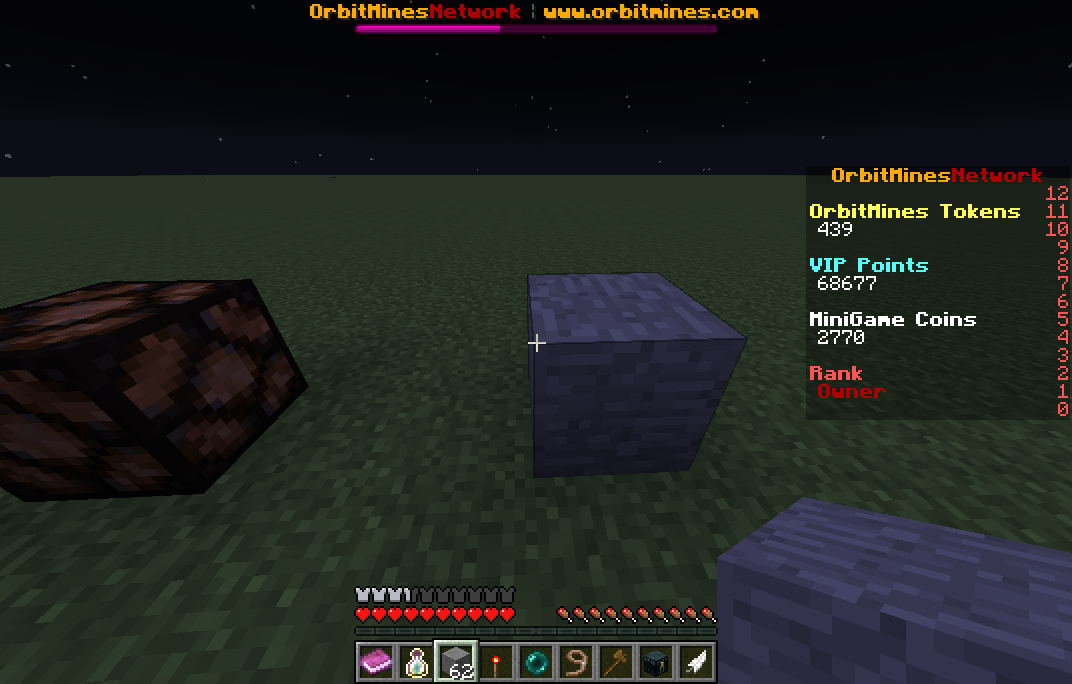 OrbitMinesNetwork | www.orbitmines.com
OrbitMinesNetwork
12
OrbitMines Tokens 11
439 10
9
VIP Points 8
68677 7
6
MiniGame Coins 5
2770 4
3
Rank 2
Owner 1
0
62